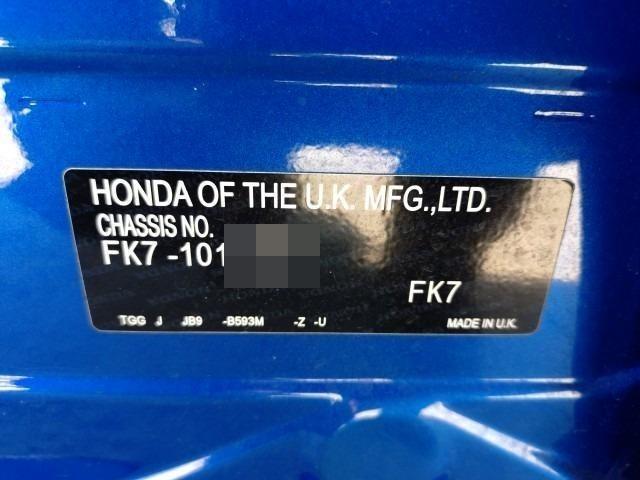 HONDA OF THE U.K. MFG.,LTD.
CHASSIS NO.
FK7-101
FK7
TGG J JB9 -B593M -Z -U
MADE IN U.K.